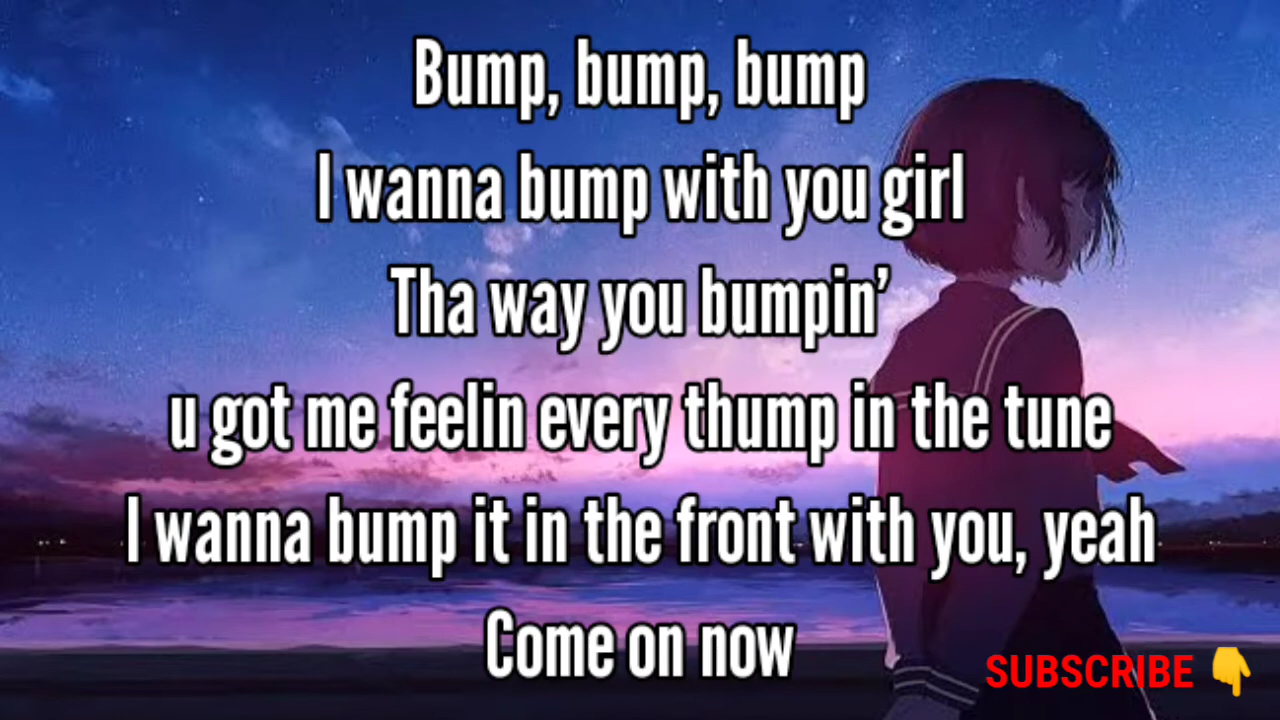 Bump, bump, bump
I wanna bump with you girl
Tha way you bumpin’
u got me feelin every thump in the tune
I wanna bump it in the front with you, yeah
Come on now
SUBSCRIBE 👇